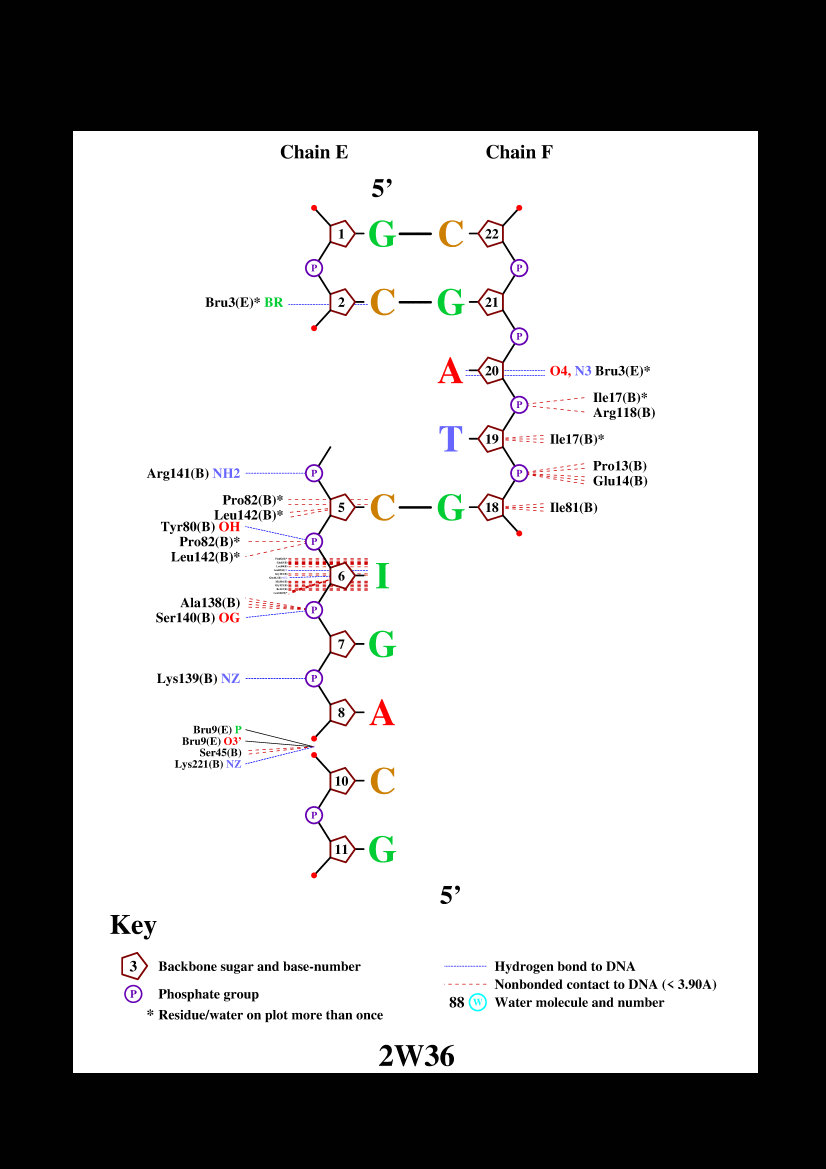 Chain E Chain F
5’
1 G C 22
P P
Bru3(E)* BR 2 C G 21
P
A 20 O4, N3 Bru3(E)*
Ile17(B)*
P
Arg118(B)
T 19 Ile17(B)*
Pro13(B)
Arg141(B) NH2 P P
Glu14(B)
Pro82(B)*
5 C G 18 Ile81(B)
Leu142(B)*
Tyr80(B) OH
Pro82(B)* P
Leu142(B)*
6 I
Ala138(B)
P
Ser140(B) OG
7 G
Lys139(B) NZ P
8 A
Bru9(E) P
Bru9(E) O3'
Ser45(B)
Lys221(B) NZ
10 C
P
11 G
5’
Key
3 Backbone sugar and base-number
P Phosphate group
* Residue/water on plot more than once
Hydrogen bond to DNA
Nonbonded contact to DNA (< 3.90A)
88 W Water molecule and number
2W36